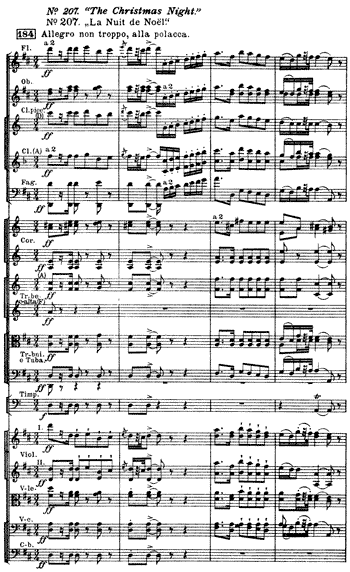 № 207. "The Christmas Night."
№ 207. „La Nuit de Noël."
184 Allegro non troppo, alla polacca.
Fl. a 2
ff
Ob.
ff
Cl. picc. (D)
ff
Cl. (A) a 2
ff a 2
Fag.
ff
a 2
Cor.
ff
(A)
Tr-be
ff
Tr-bni
e Tuba
ff
Timp.
ff tr
I.
ff
Viol.
II.
ff
V-le
ff
V-c.
ff
C-b.
ff